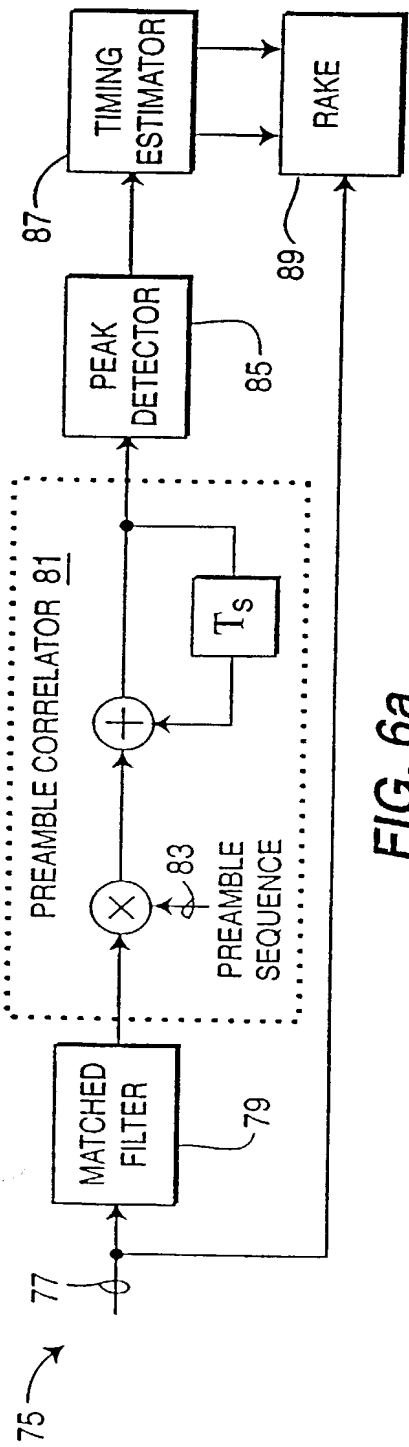 75
77
MATCHED
FILTER
79
PREAMBLE CORRELATOR 81
×
83
PREAMBLE
SEQUENCE
+
Ts
PEAK
DETECTOR
85
87
TIMING
ESTIMATOR
RAKE
89
FIG. 6a